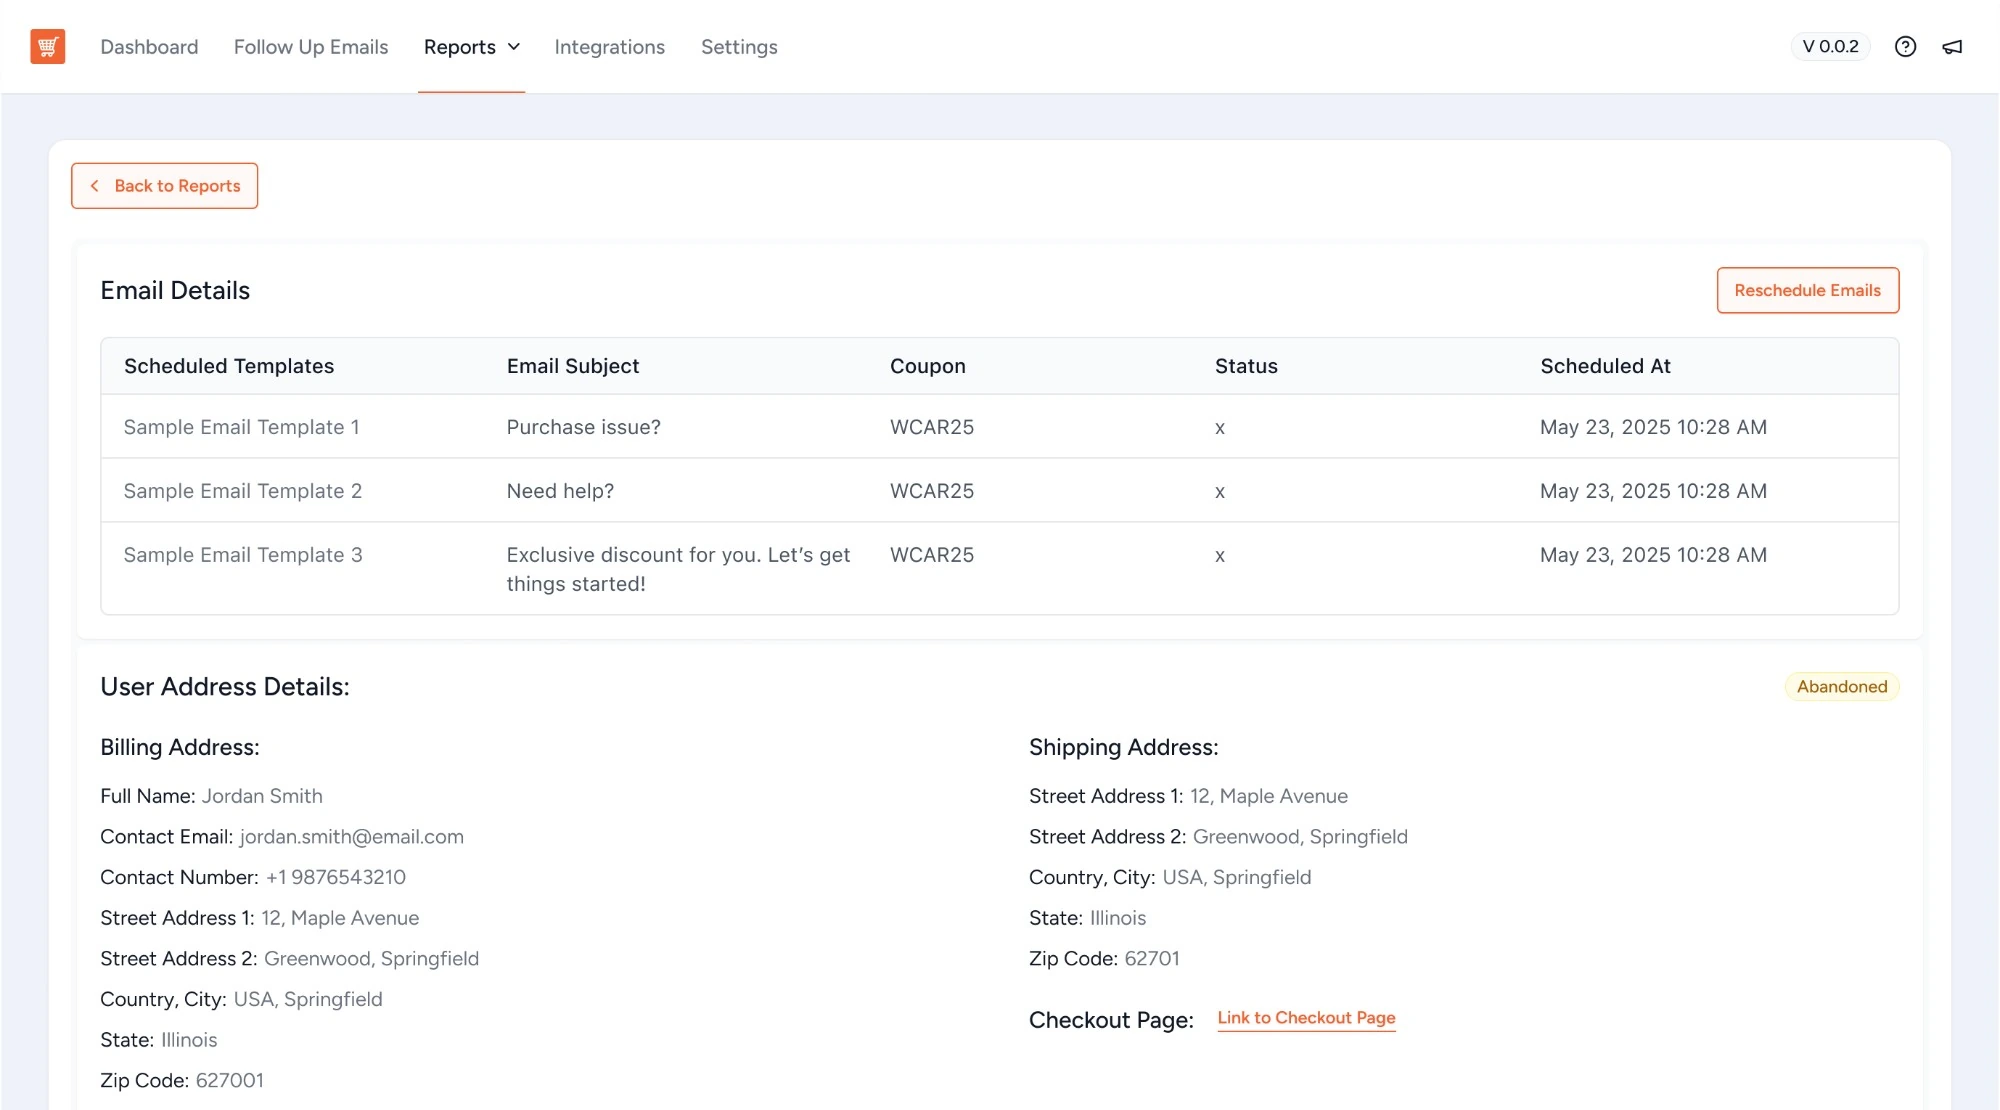 Dashboard Follow Up Emails Reports Integrations Settings V 0.0.2
Back to Reports
Email Details Reschedule Emails
Scheduled Templates Email Subject Coupon Status Scheduled At
Sample Email Template 1 Purchase issue? WCAR25 x May 23, 2025 10:28 AM
Sample Email Template 2 Need help? WCAR25 x May 23, 2025 10:28 AM
Sample Email Template 3 Exclusive discount for you. Let’s get WCAR25 x May 23, 2025 10:28 AM
things started!
User Address Details: Abandoned
Billing Address:
Full Name: Jordan Smith
Contact Email: jordan.smith@email.com
Contact Number: +1 9876543210
Street Address 1: 12, Maple Avenue
Street Address 2: Greenwood, Springfield
Country, City: USA, Springfield
State: Illinois
Zip Code: 627001
Shipping Address:
Street Address 1: 12, Maple Avenue
Street Address 2: Greenwood, Springfield
Country, City: USA, Springfield
State: Illinois
Zip Code: 62701
Checkout Page: Link to Checkout Page